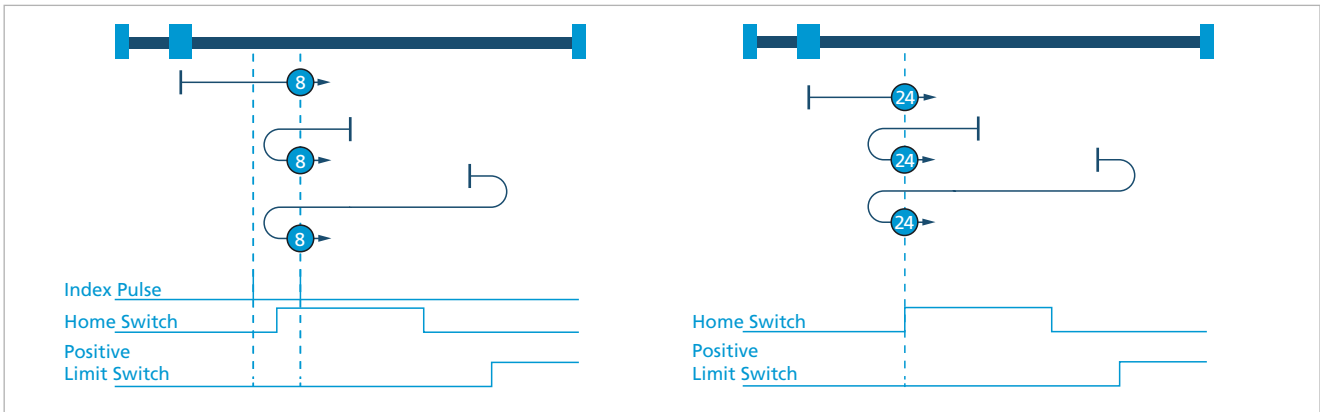 8
8
8
Index Pulse
Home Switch
Positive
Limit Switch
24
24
24
Home Switch
Positive
Limit Switch